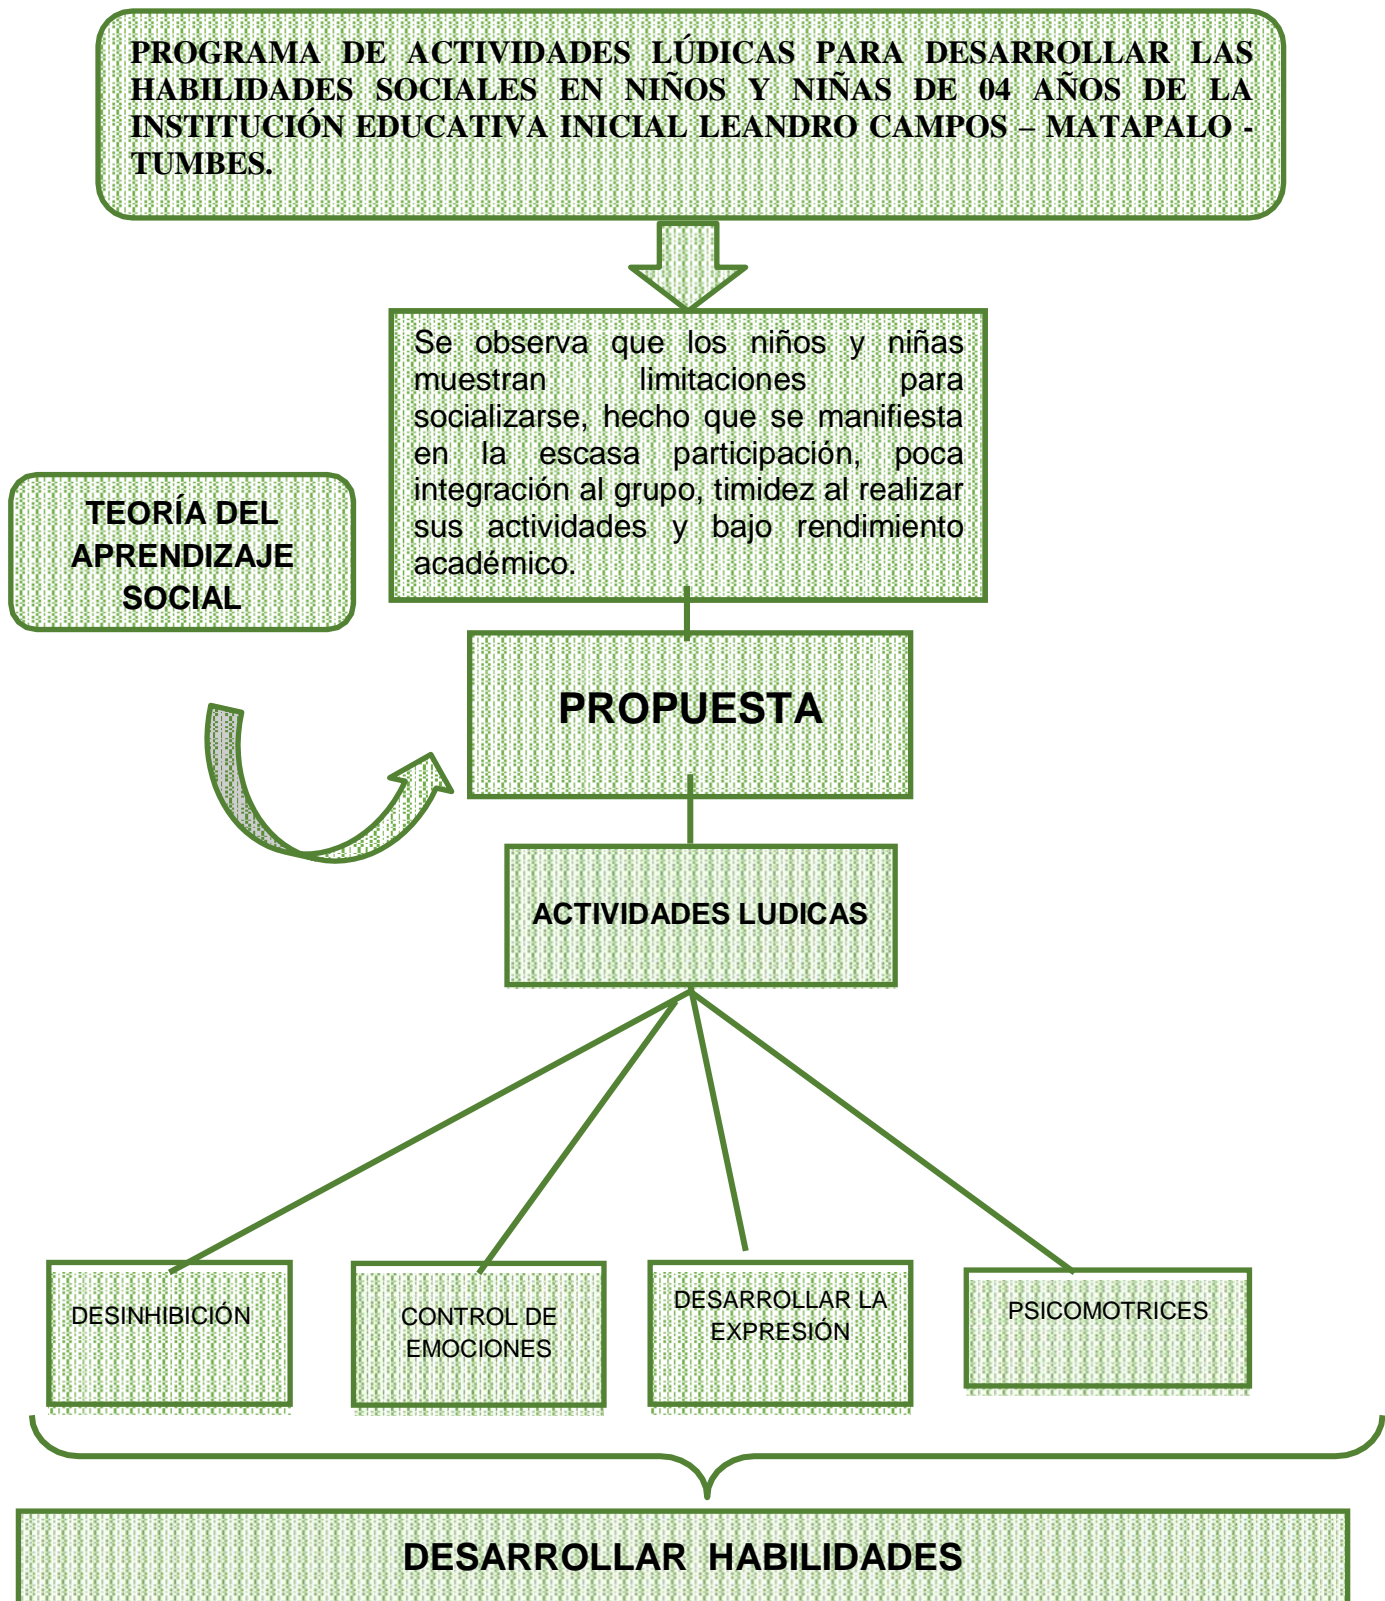 PROGRAMA DE ACTIVIDADES LÚDICAS PARA DESARROLLAR LAS
HABILIDADES SOCIALES EN NIÑOS Y NIÑAS DE 04 AÑOS DE LA
INSTITUCIÓN EDUCATIVA INICIAL LEANDRO CAMPOS – MATAPALO -
TUMBES.
Se observa que los niños y niñas
muestran limitaciones para
socializarse, hecho que se manifiesta
en la escasa participación, poca
integración al grupo, timidez al realizar
sus actividades y bajo rendimiento
académico.
TEORÍA DEL
APRENDIZAJE
SOCIAL
PROPUESTA
ACTIVIDADES LUDICAS
DESINHIBICIÓN
CONTROL DE
EMOCIONES
DESARROLLAR LA
EXPRESIÓN
PSICOMOTRICES
DESARROLLAR HABILIDADES